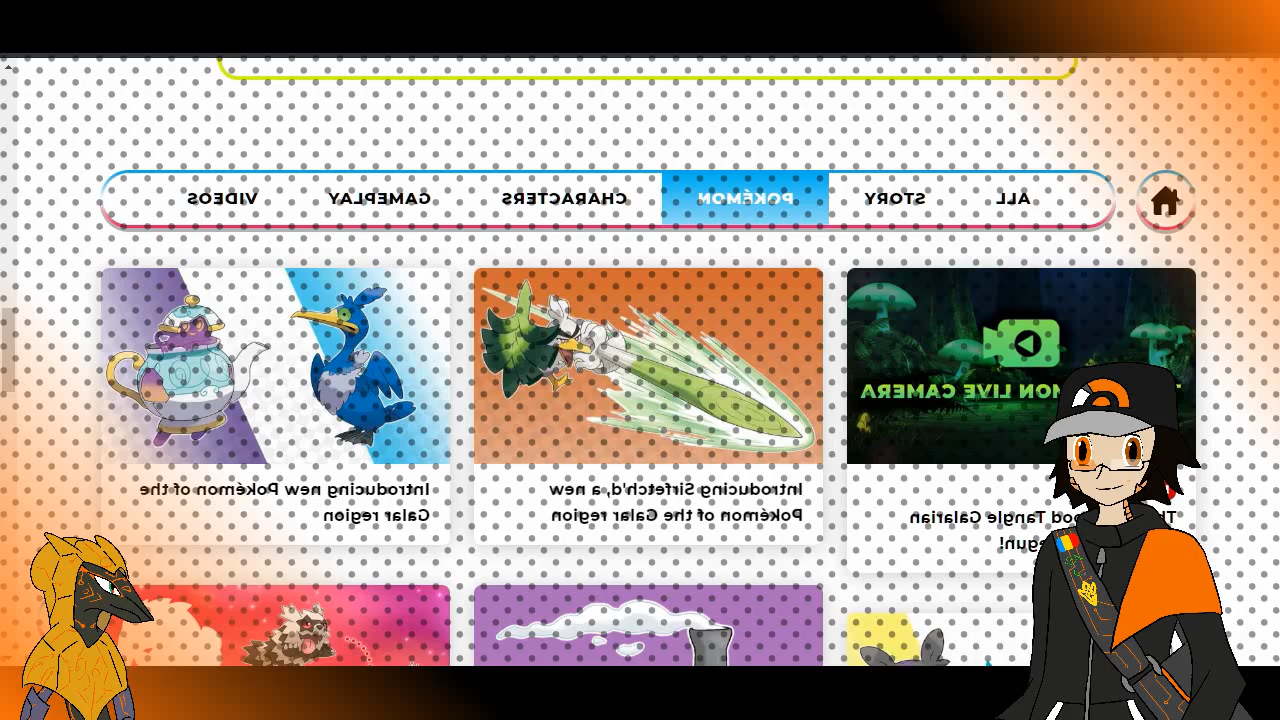 ALL STORY POKÉMON CHARACTERS GAMEPLAY VIDEOS
LIVE CAMERA
Tangle Galarian
Introducing Sirfetch'd, a new
Pokémon of the Galar region
Introducing new Pokémon of the
Galar region